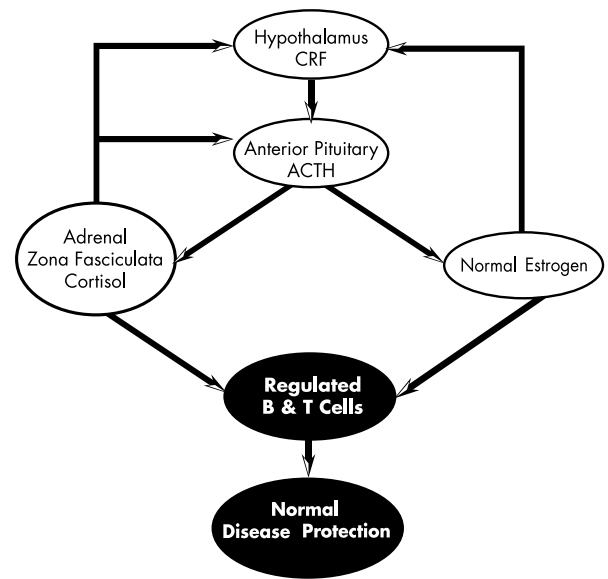 Hypothalamus
CRF
Anterior Pituitary
ACTH
Adrenal
Zona Fasciculata
Cortisol
Normal Estrogen
Regulated
B & T Cells
Normal
Disease Protection